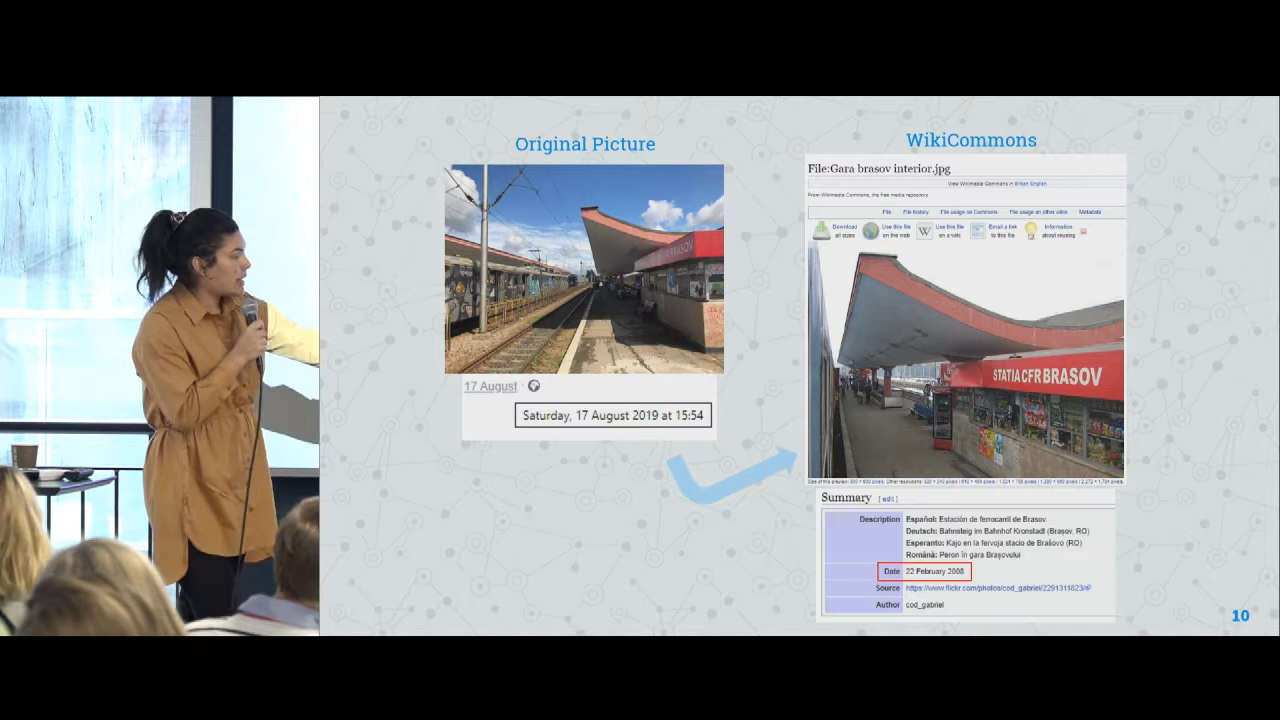 Original Picture
BRASOV
17 August ·
Saturday, 17 August 2019 at 15:54
WikiCommons
File:Gara brasov interior.jpg
View Wikimedia Commons in British English
From Wikimedia Commons, the free media repository
File File history File usage on Commons File usage on other sites Metadata
Download all sizes
Use this file on the web
W
Use this file on a wiki
Email a link to this file
Information about reusing
STATIA CFR BRASOV
Size of this preview: 800 × 600 pixels. Other resolutions: 320 × 240 pixels | 640 × 480 pixels | 1,024 × 768 pixels | 1,280 × 960 pixels | 2,272 × 1,704 pixels.
Summary [ edit ]
Description
Español: Estación de ferrocarril de Brasov.
Deutsch: Bahnsteig im Bahnhof Kronstadt (Brașov, RO)
Esperanto: Kajo en la fervoja stacio de Braŝovo (RO)
Română: Peron în gara Brașovului
Date 22 February 2008
Source https://www.flickr.com/photos/cod_gabriel/2291311823/
Author cod_gabriel
10